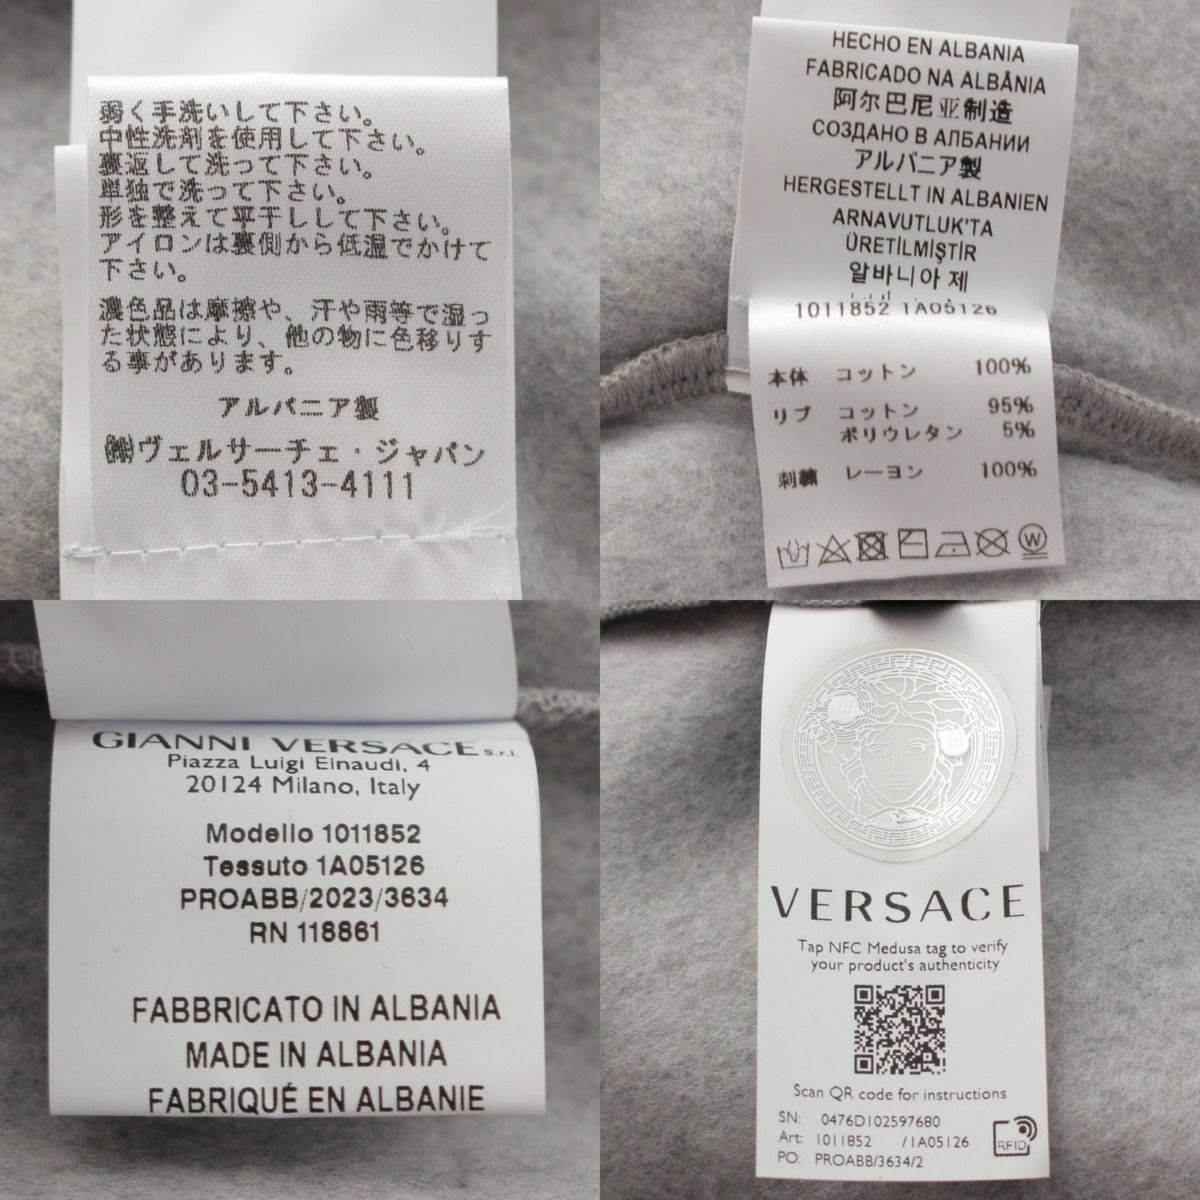 弱く手洗いして下さい。
中性洗剤を使用して下さい。
裏返して洗って下さい。
単独で洗って下さい。
形を整えて平干しして下さい。
アイロンは裏側から低温でかけて
下さい。
濃色品は摩擦や、汗や雨等で湿っ
た状態により、他の物に色移りす
る事があります。
アルバニア製
㈱ヴェルサーチェ・ジャパン
03-5413-4111
HECHO EN ALBANIA
FABRICADO NA ALBÂNIA
阿尔巴尼亚制造
СОЗДАНО В АЛБАНИИ
アルバニア製
HERGESTELLT IN ALBANIEN
ARNAVUTLUK'TA
ÜRETİLMİŞTİR
알바니아 제
1011852 1A05126
本体 コットン 100%
リブ コットン 95%
ポリウレタン 5%
刺繍 レーヨン 100%
W
GIANNI VERSACE s.r.l.
Piazza Luigi Einaudi, 4
20124 Milano, Italy
Modello 1011852
Tessuto 1A05126
PROABB/2023/3634
RN 118861
FABBRICATO IN ALBANIA
MADE IN ALBANIA
FABRIQUÉ EN ALBANIE
VERSACE
Tap NFC Medusa tag to verify
your product's authenticity
Scan QR code for instructions
SN: 0476D102597680
Art: 1011852 /1A05126
PO: PROABB/3634/2
RFID